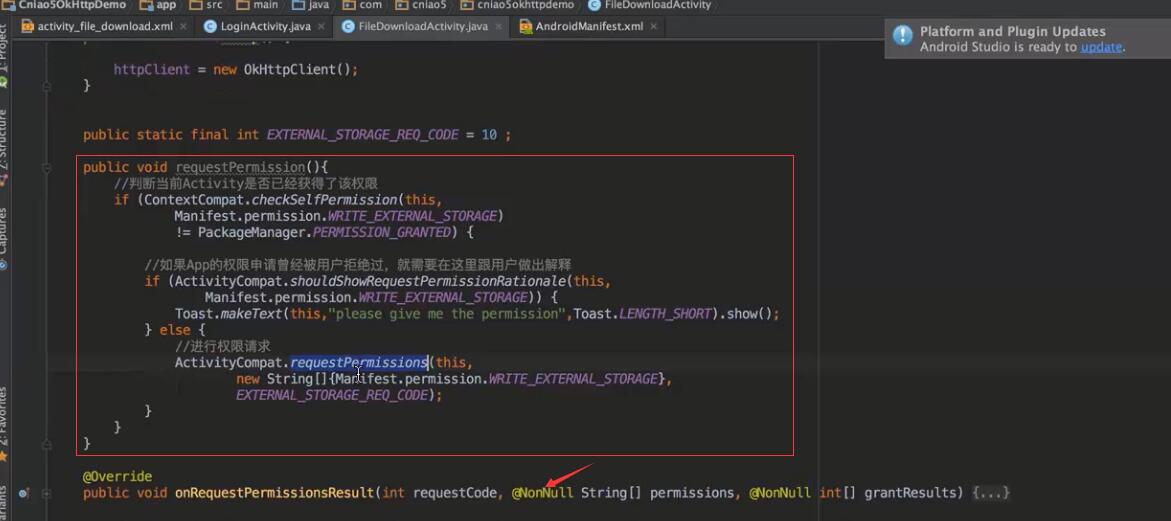 Cniao5OkHttpDemo app src main java com cniao5 cniao5okhttpdemo FileDownloadActivity
activity_file_download.xml × LoginActivity.java × FileDownloadActivity.java × AndroidManifest.xml ×
Platform and Plugin Updates
Android Studio is ready to update.
httpClient = new OkHttpClient();
}
public static final int EXTERNAL_STORAGE_REQ_CODE = 10 ;
public void requestPermission(){
//判断当前Activity是否已经获得了该权限
if (ContextCompat.checkSelfPermission(this,
Manifest.permission.WRITE_EXTERNAL_STORAGE)
!= PackageManager.PERMISSION_GRANTED) {
//如果App的权限申请曾经被用户拒绝过，就需要在这里跟用户做出解释
if (ActivityCompat.shouldShowRequestPermissionRationale(this,
Manifest.permission.WRITE_EXTERNAL_STORAGE)) {
Toast.makeText(this,"please give me the permission",Toast.LENGTH_SHORT).show();
} else {
//进行权限请求
ActivityCompat.requestPermissions(this,
new String[]{Manifest.permission.WRITE_EXTERNAL_STORAGE},
EXTERNAL_STORAGE_REQ_CODE);
}
}
}
@Override
public void onRequestPermissionsResult(int requestCode, @NonNull String[] permissions, @NonNull int[] grantResults) {...}
1: Project
7: Structure
Captures
2: Favorites